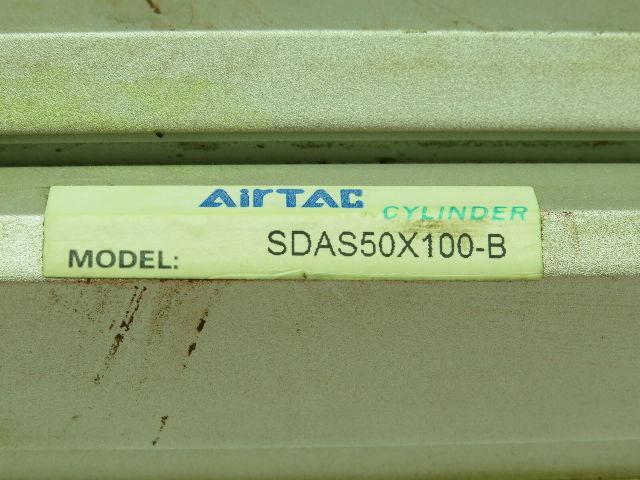 AirTAC CYLINDER
MODEL: SDAS50X100-B